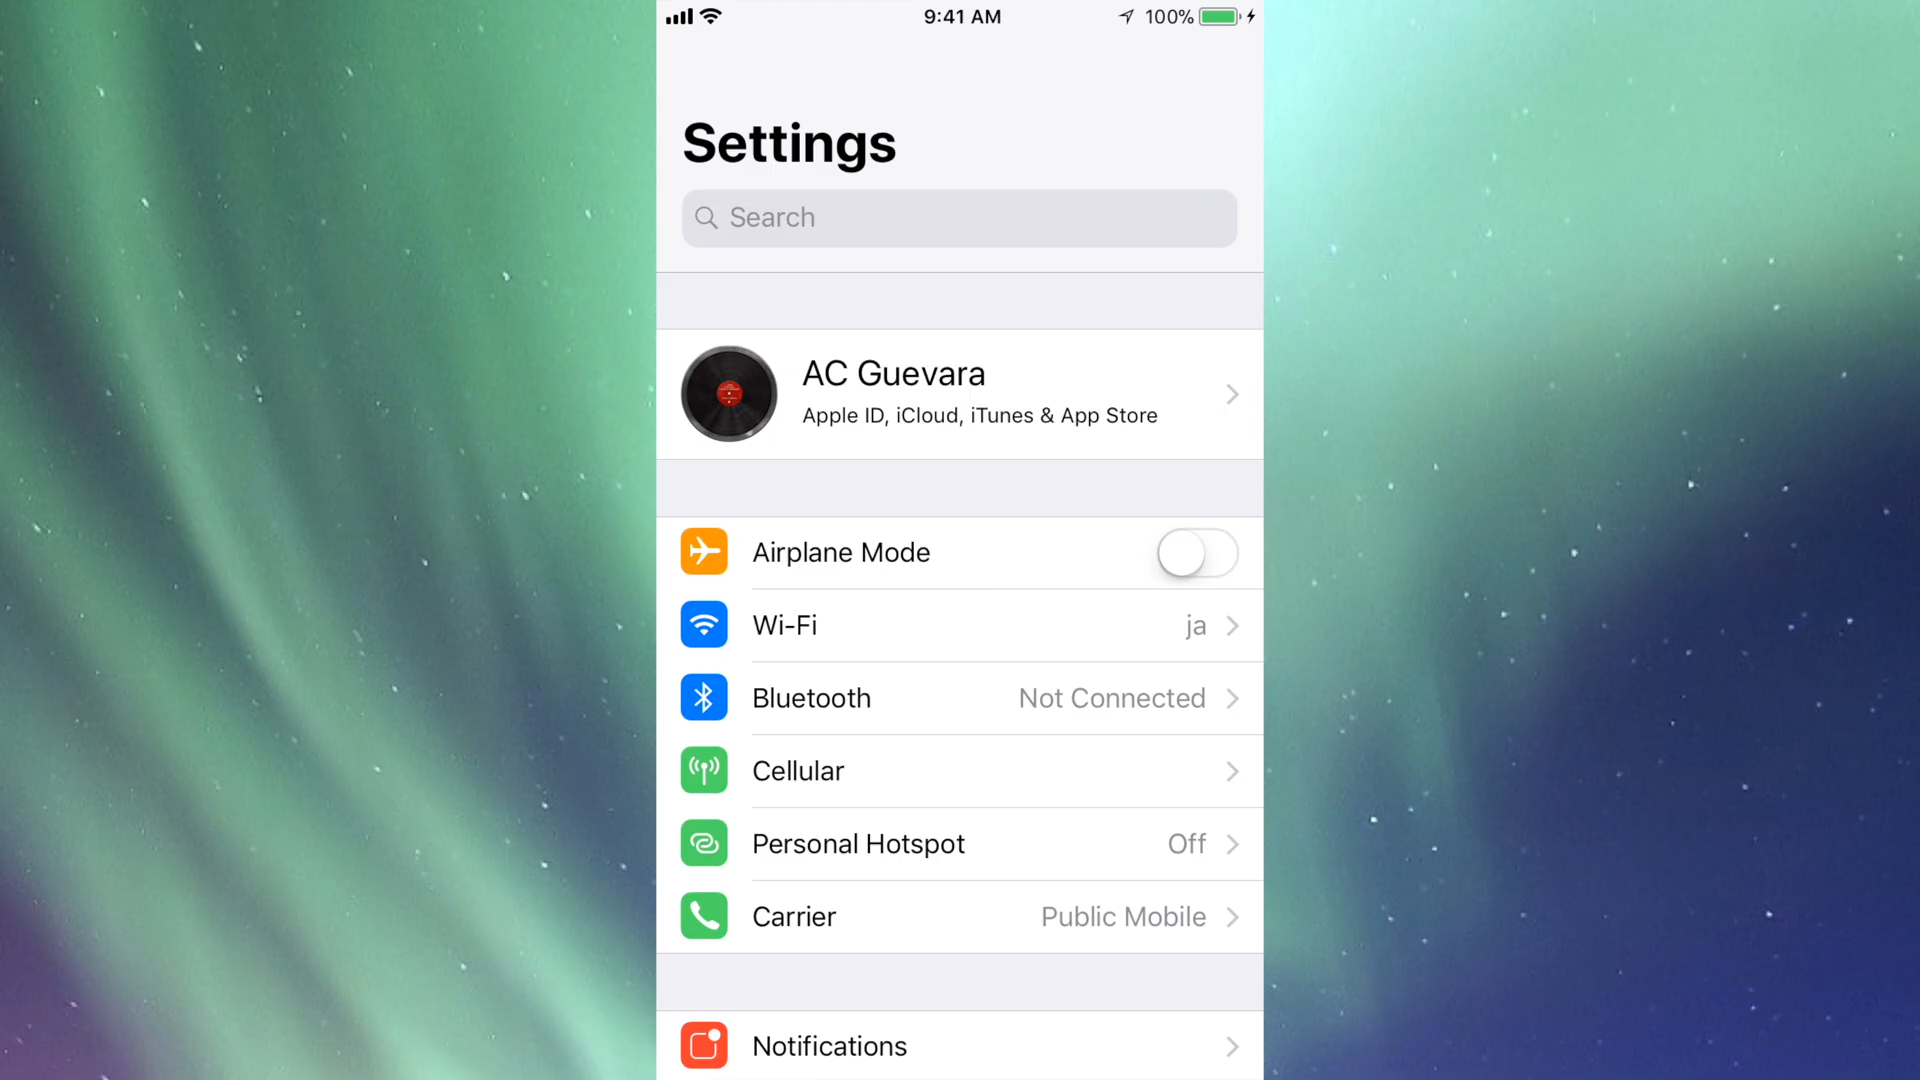 9:41 AM
100%
Settings
Search
AC Guevara
Apple ID, iCloud, iTunes & App Store
Airplane Mode
Wi-Fi ja
Bluetooth Not Connected
Cellular
Personal Hotspot Off
Carrier Public Mobile
Notifications